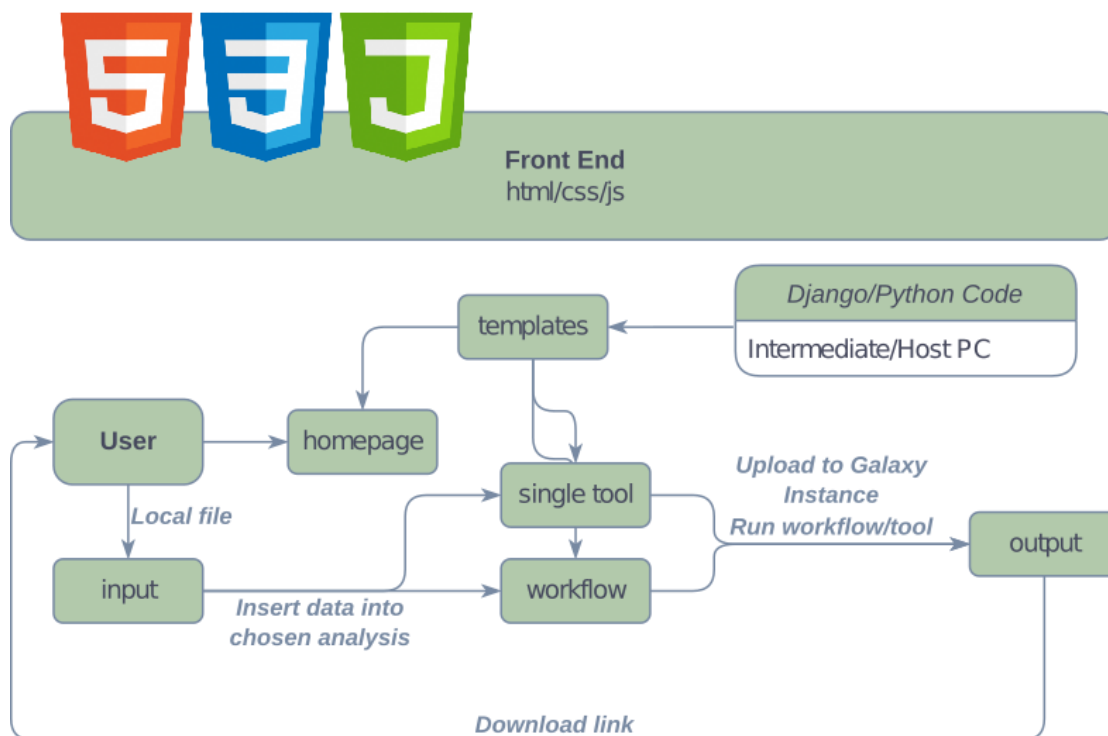 Front End
html/css/js
Django/Python Code
Intermediate/Host PC
templates
User
homepage
Local file
single tool
Upload to Galaxy
Instance
Run workflow/tool
output
input
workflow
Insert data into
chosen analysis
Download link